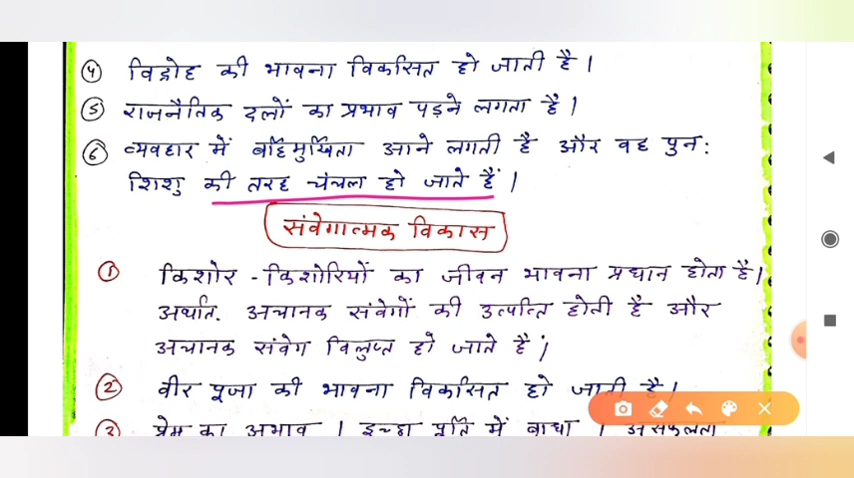 ④ विद्रोह की भावना विकसित हो जाती है।
⑤ राजनैतिक दलों का प्रभाव पड़ने लगता है।
⑥ व्यवहार में बर्हिमुखिता आने लगती है और वह पुन:
शिशु की तरह चंचल हो जाते हैं।
संवेगात्मक विकास
① किशोर-किशोरियों का जीवन भावना प्रधान होता है।
अर्थात. अचानक संवेगों की उत्पत्ति होती है और
अचानक संवेग विलुप्त हो जाते हैं।
② वीर पूजा की भावना विकसित हो जाती है।
③ प्रेम का अभाव। इच्छा पूर्ति में बाधा। असफलता